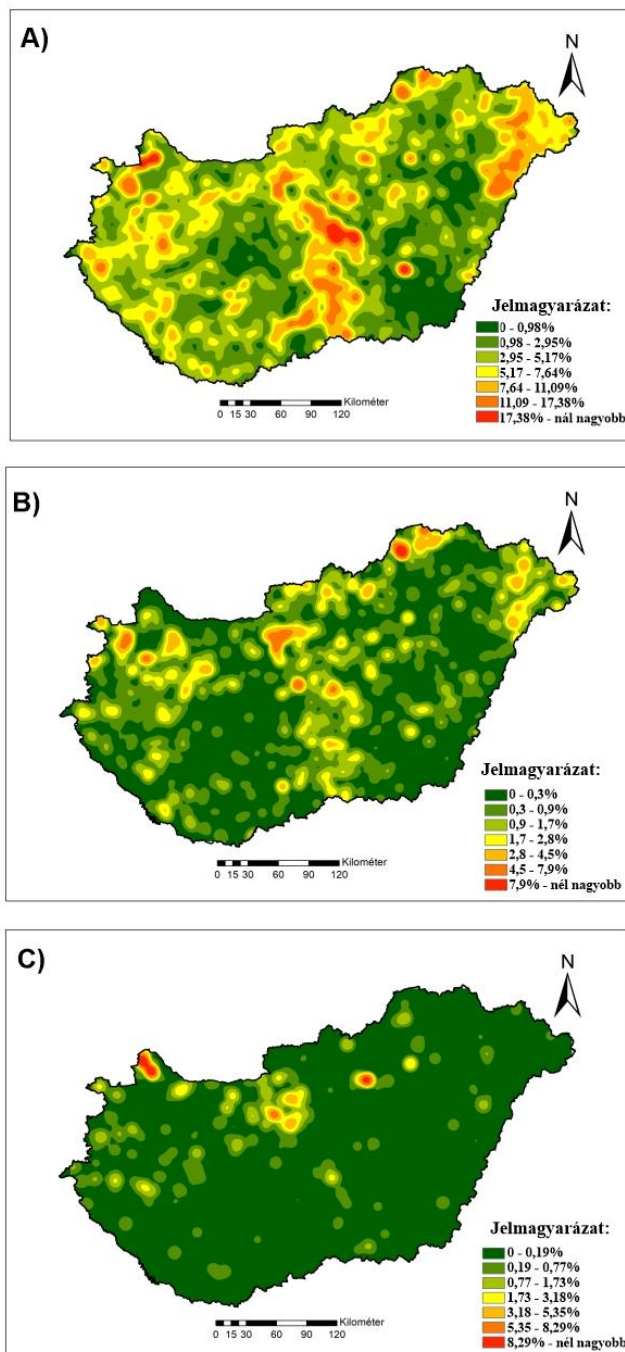 A)
N
Jelmagyarázat:
0 - 0,98%
0,98 - 2,95%
2,95 - 5,17%
5,17 - 7,64%
7,64 - 11,09%
11,09 - 17,38%
17,38% - nál nagyobb
Kilométer
0 15 30 60 90 120
B)
N
Jelmagyarázat:
0 - 0,3%
0,3 - 0,9%
0,9 - 1,7%
1,7 - 2,8%
2,8 - 4,5%
4,5 - 7,9%
7,9% - nél nagyobb
Kilométer
0 15 30 60 90 120
C)
N
Jelmagyarázat:
0 - 0,19%
0,19 - 0,77%
0,77 - 1,73%
1,73 - 3,18%
3,18 - 5,35%
5,35 - 8,29%
8,29% - nél nagyobb
Kilométer
0 15 30 60 90 120